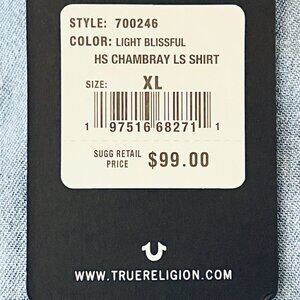 STYLE: 700246
COLOR: LIGHT BLISSFUL
HS CHAMBRAY LS SHIRT
SIZE: XL
1 97516 68271 1
SUGG RETAIL
PRICE $99.00
WWW.TRUERELIGION.COM